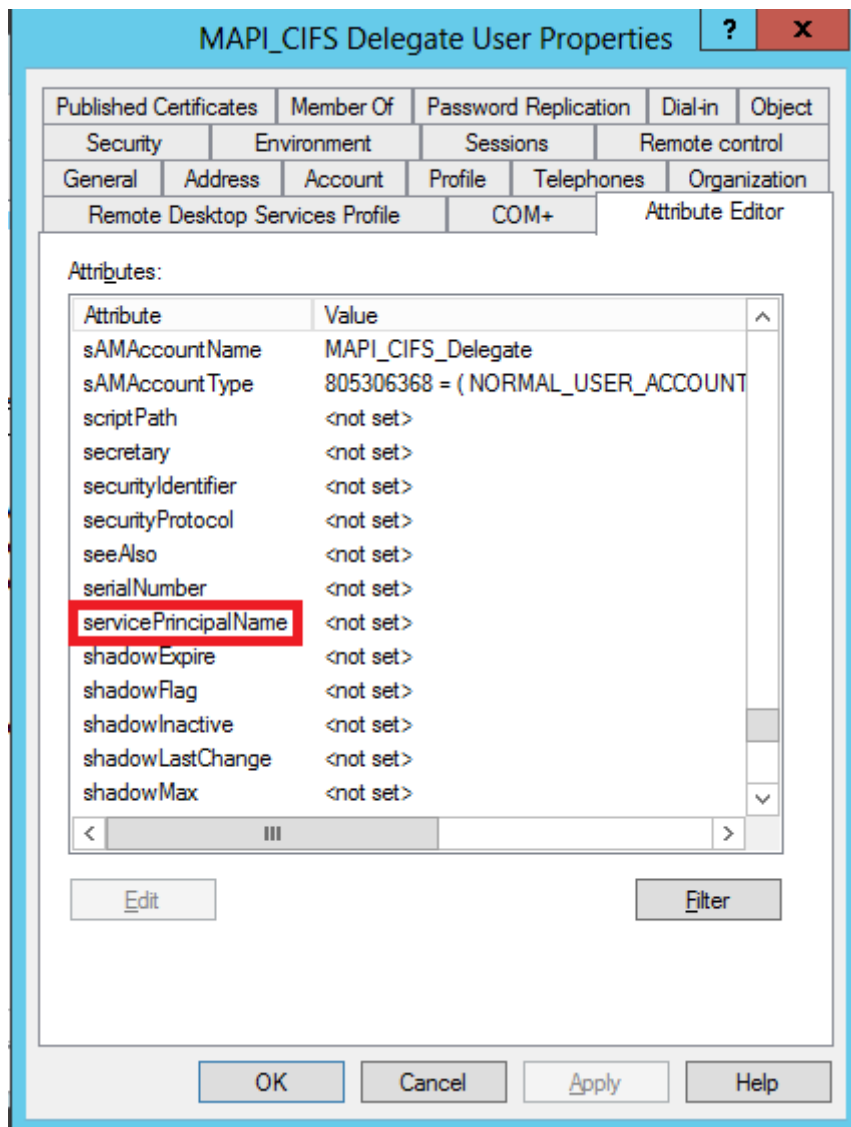 MAPI_CIFS Delegate User Properties ? x
Published Certificates Member Of Password Replication Dial-in Object
Security Environment Sessions Remote control
General Address Account Profile Telephones Organization
Remote Desktop Services Profile COM+ Attribute Editor
Attributes:
Attribute Value
sAMAccountName MAPI_CIFS_Delegate
sAMAccountType 805306368 = ( NORMAL_USER_ACCOUNT
scriptPath <not set>
secretary <not set>
securityIdentifier <not set>
securityProtocol <not set>
seeAlso <not set>
serialNumber <not set>
servicePrincipalName <not set>
shadowExpire <not set>
shadowFlag <not set>
shadowInactive <not set>
shadowLastChange <not set>
shadowMax <not set>
Edit Filter
OK Cancel Apply Help